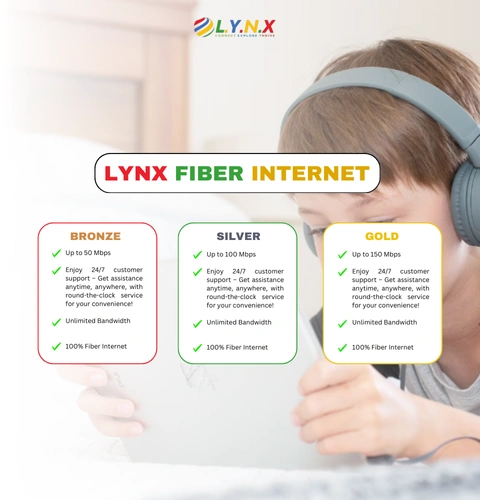 L.Y.N.X
CONNECT EXPLORE THRIVE
LYNX FIBER INTERNET
BRONZE
Up to 50 Mbps
Enjoy 24/7 customer
support – Get assistance
anytime, anywhere, with
round-the-clock service
for your convenience!
Unlimited Bandwidth
100% Fiber Internet
SILVER
Up to 100 Mbps
Enjoy 24/7 customer
support – Get assistance
anytime, anywhere, with
round-the-clock service
for your convenience!
Unlimited Bandwidth
100% Fiber Internet
GOLD
Up to 150 Mbps
Enjoy 24/7 customer
support – Get assistance
anytime, anywhere, with
round-the-clock service
for your convenience!
Unlimited Bandwidth
100% Fiber Internet